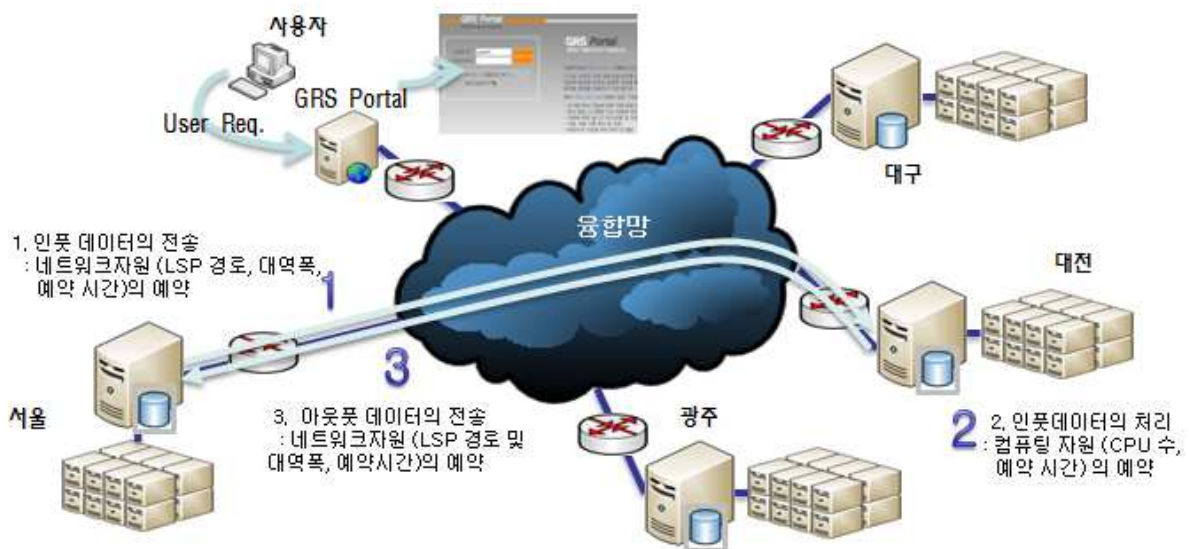 사용자
GRS Portal
GRS Portal
GRS Portal
User Req.
대구
융합망
1, 인풋 데이터의 전송
: 네트워크자원 (LSP 경로, 대역폭,
예약 시간)의 예약
1
대전
3
서울
3, 아웃풋 데이터의 전송
: 네트워크자원 (LSP 경로 및
대역폭, 예약시간)의 예약
광주
2
2, 인풋데이터의 처리
: 컴퓨팅 자원 (CPU 수,
예약 시간)의 예약